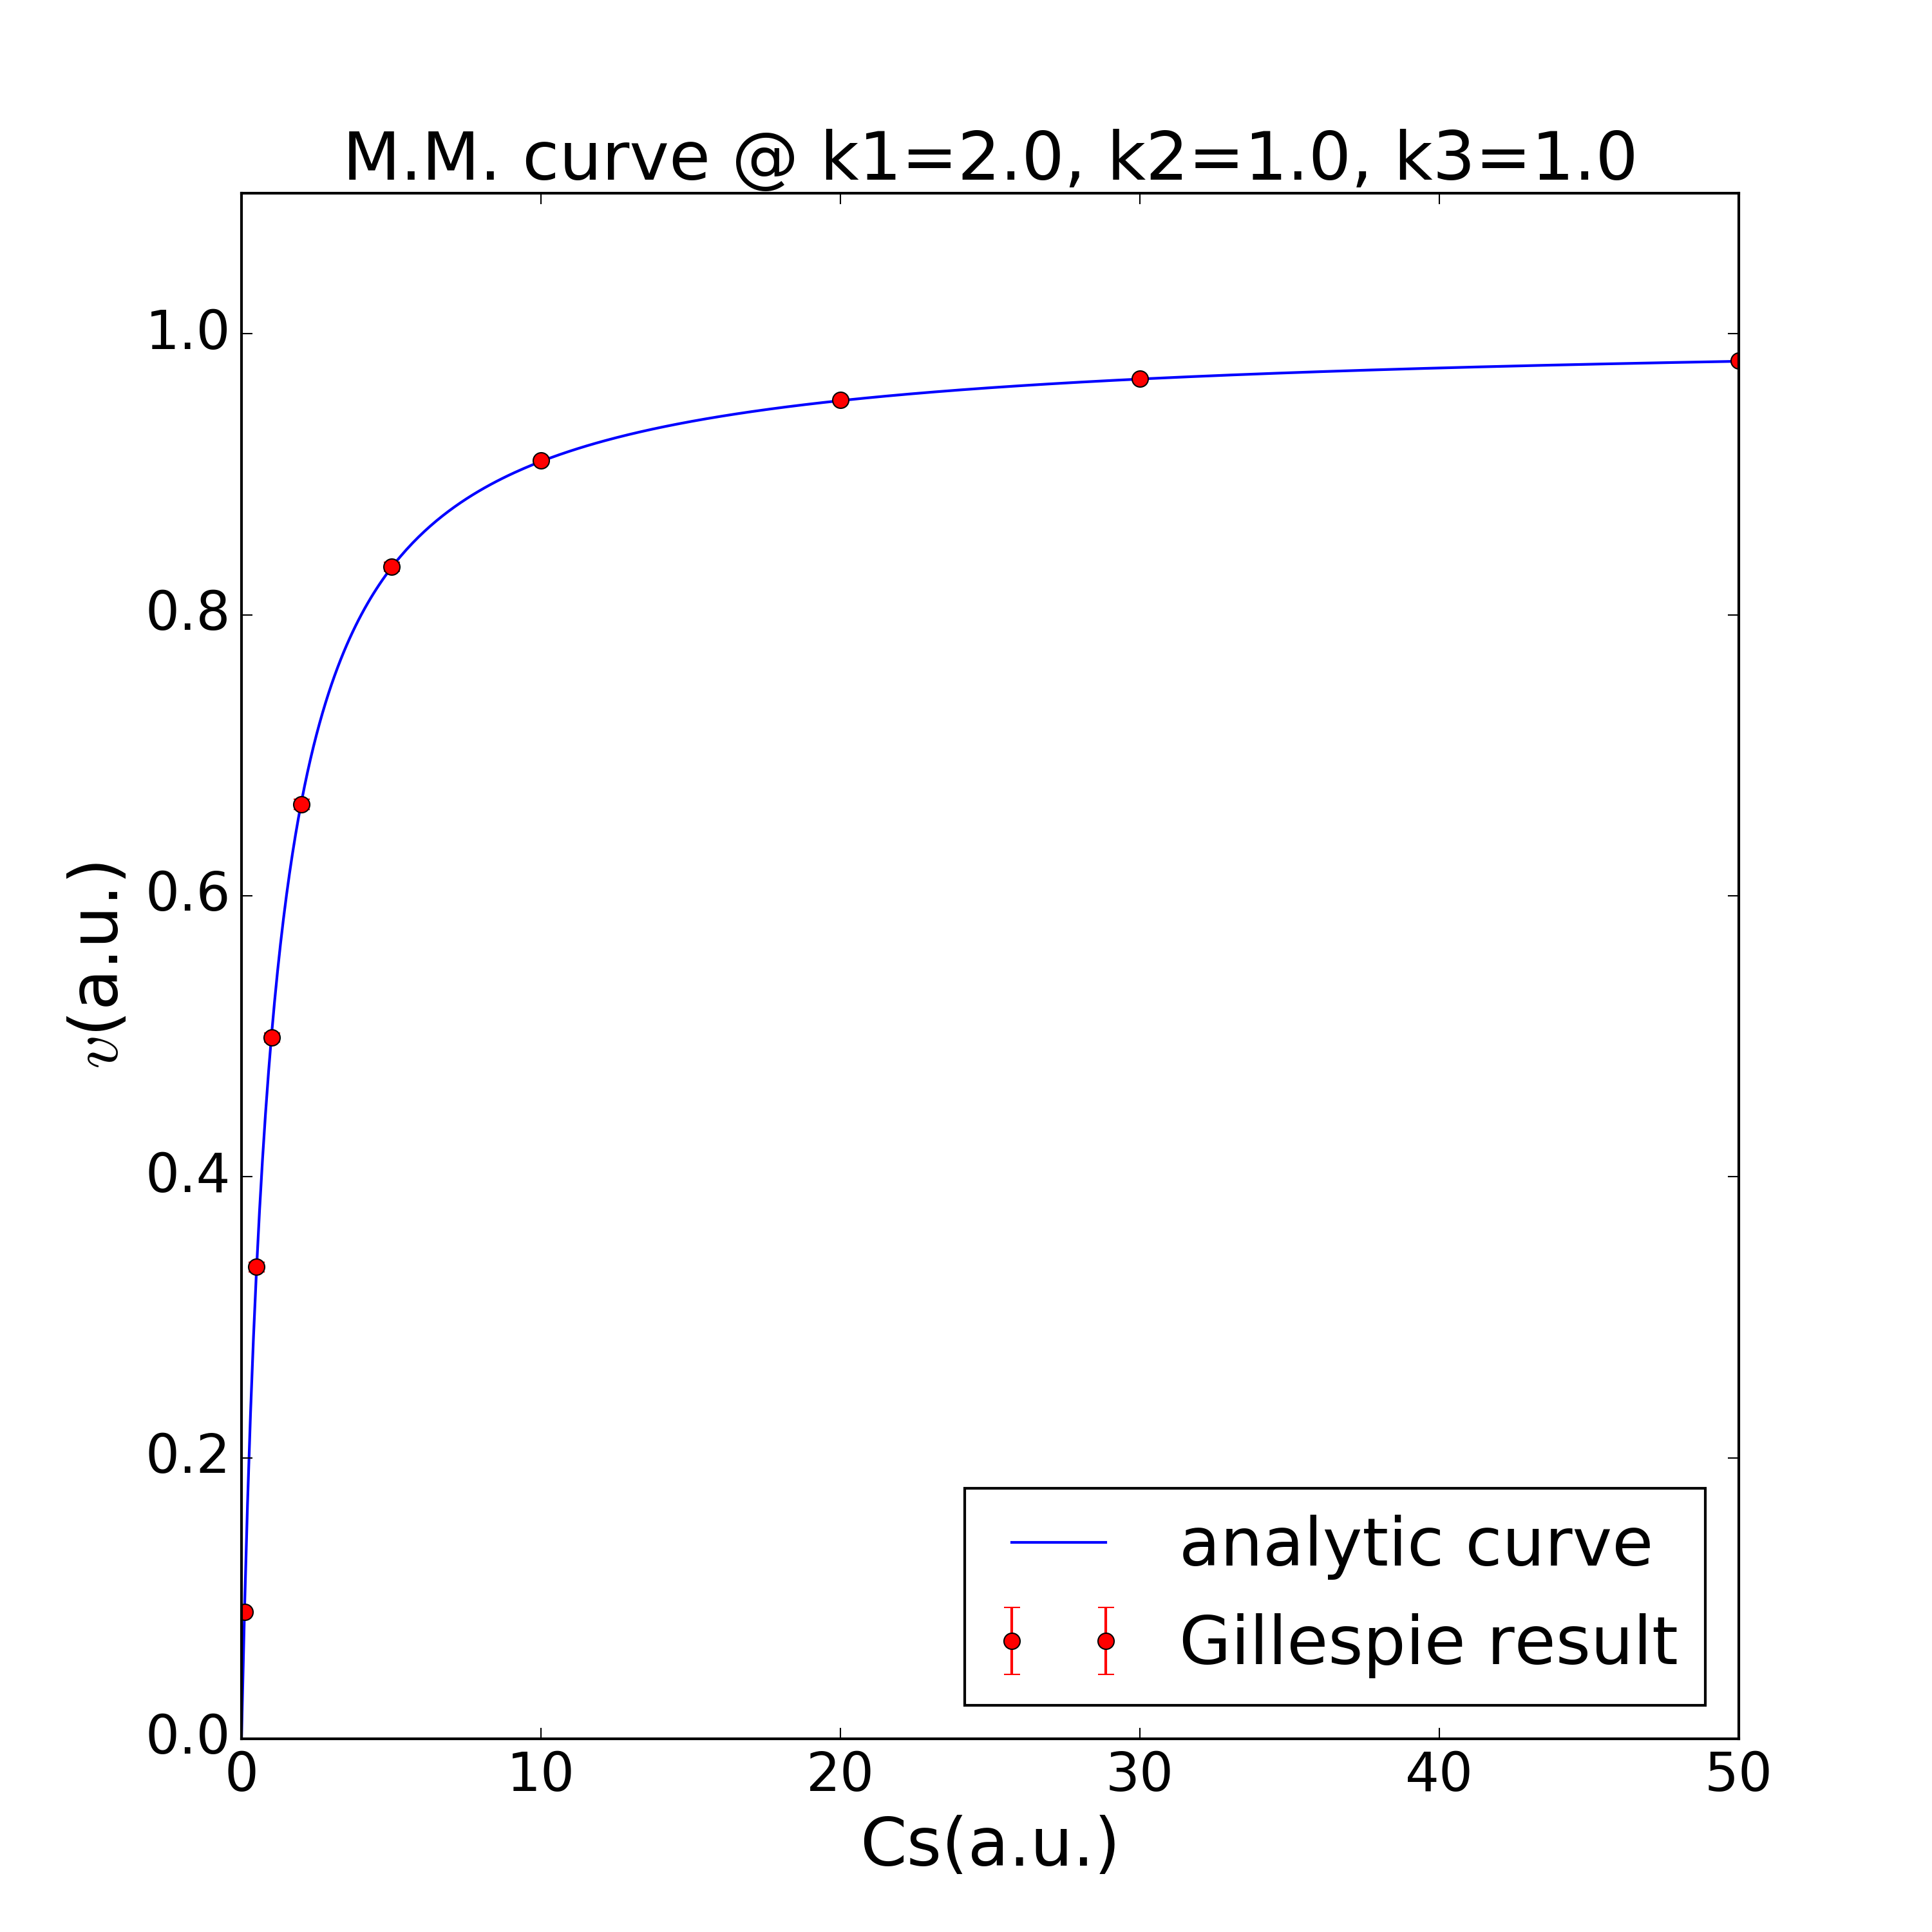 M.M. curve @ k1=2.0, k2=1.0, k3=1.0
1.0
0.8
0.6
0.4
0.2
0.0
v(a.u.)
analytic curve
Gillespie result
0 10 20 30 40 50
Cs(a.u.)